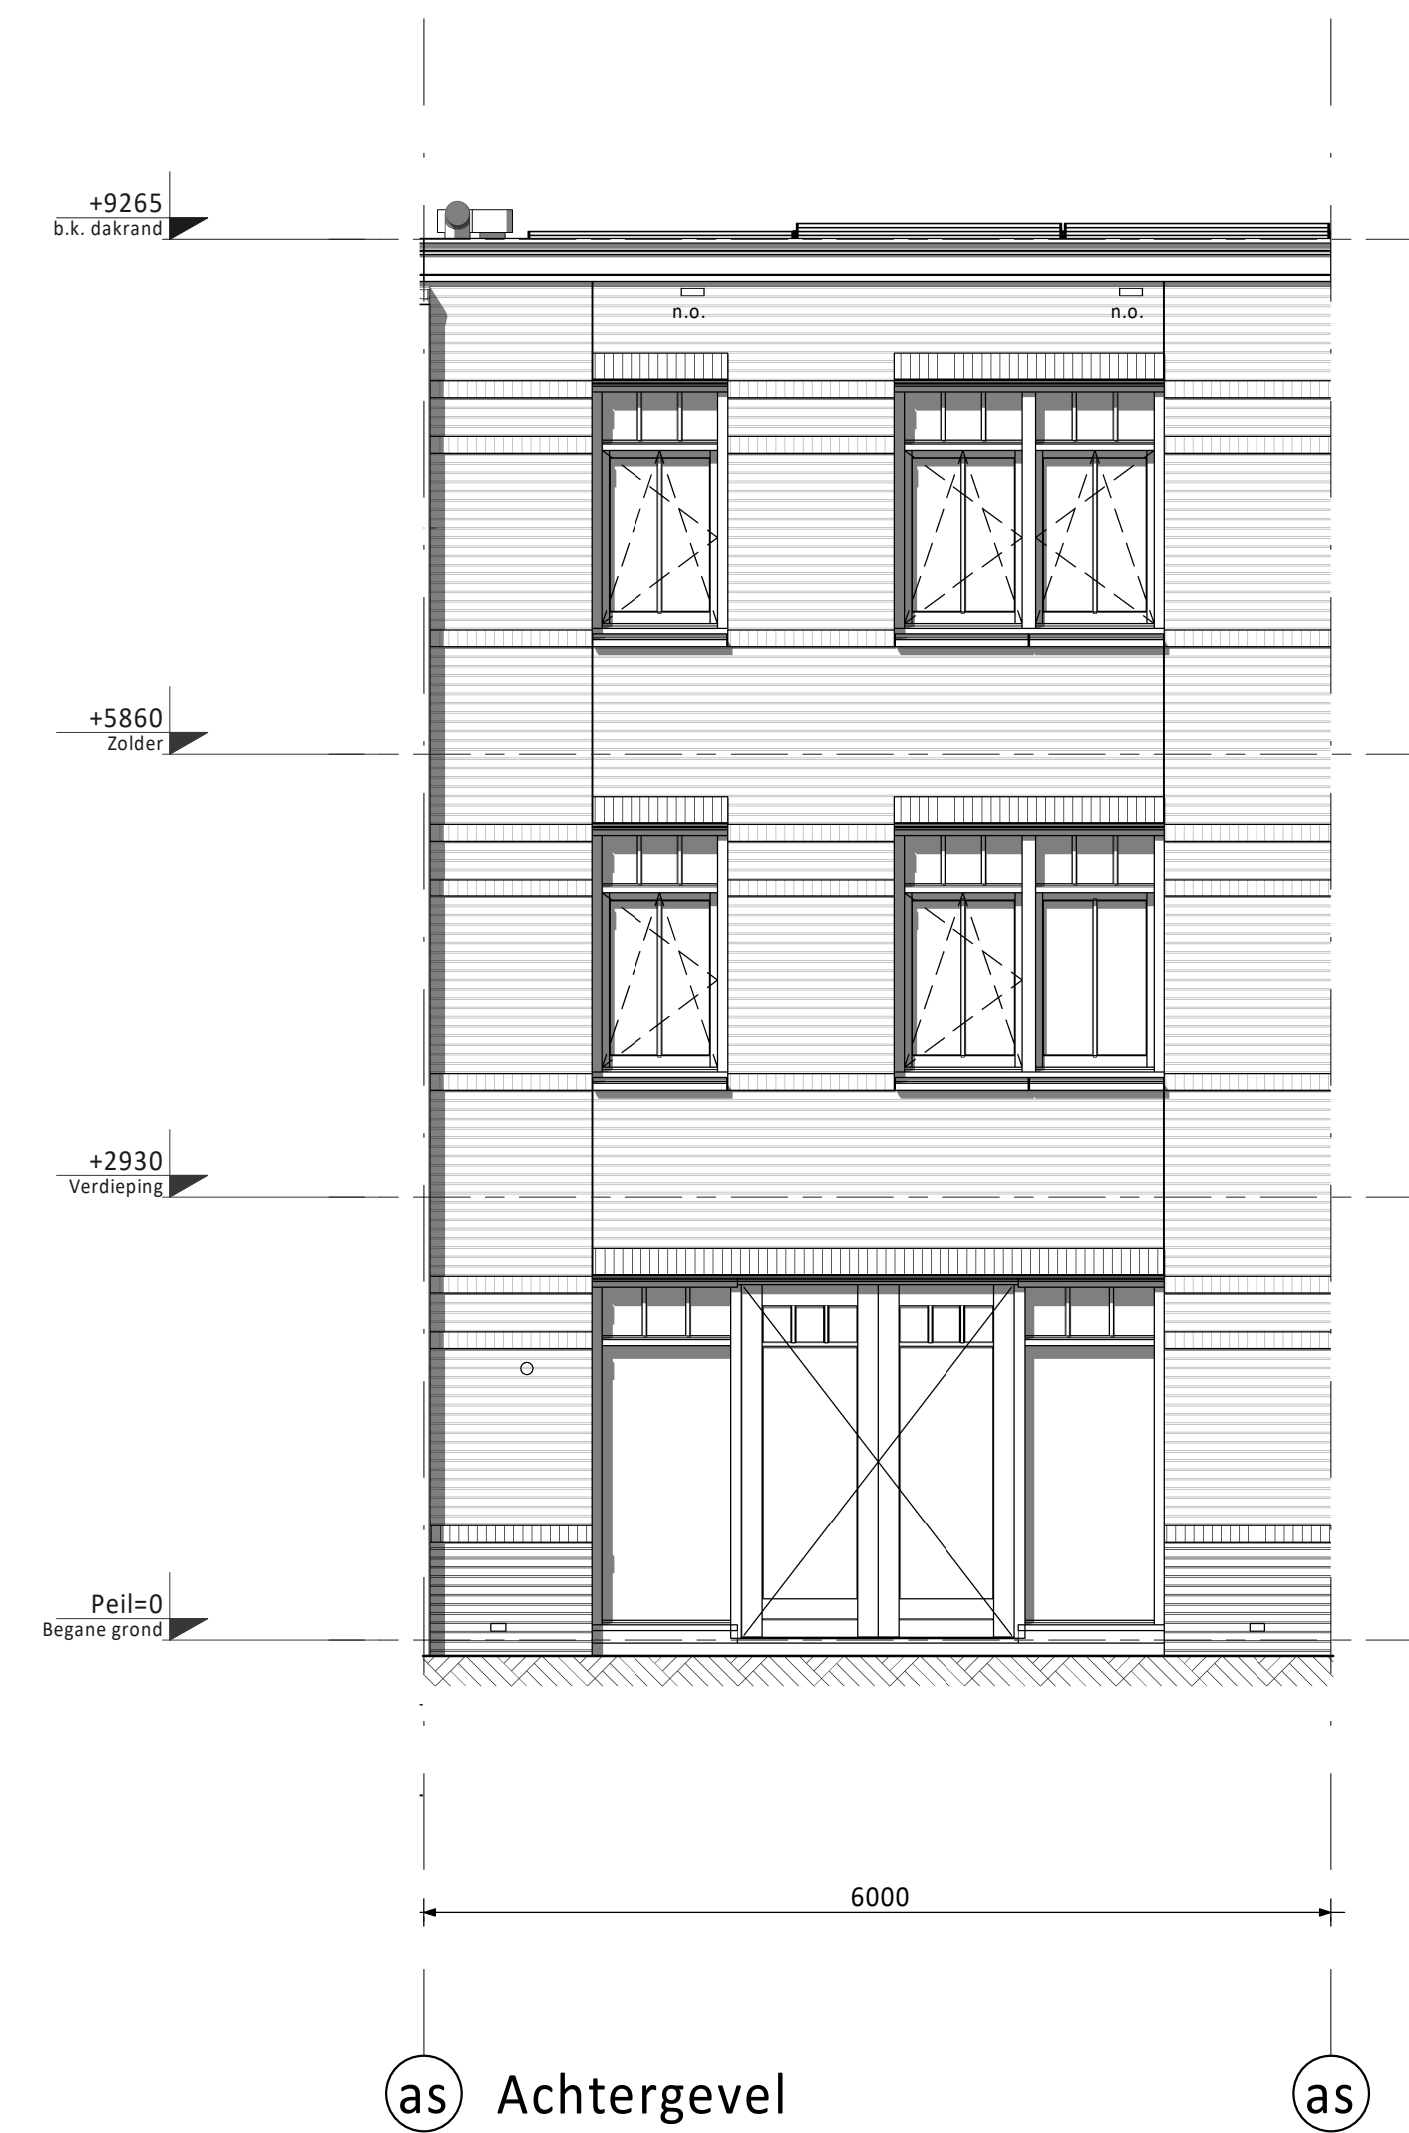 +9265
b.k. dakrand
n.o.
n.o.
+5860
Zolder
+2930
Verdieping
Peil=0
Begane grond
6000
as Achtergevel as